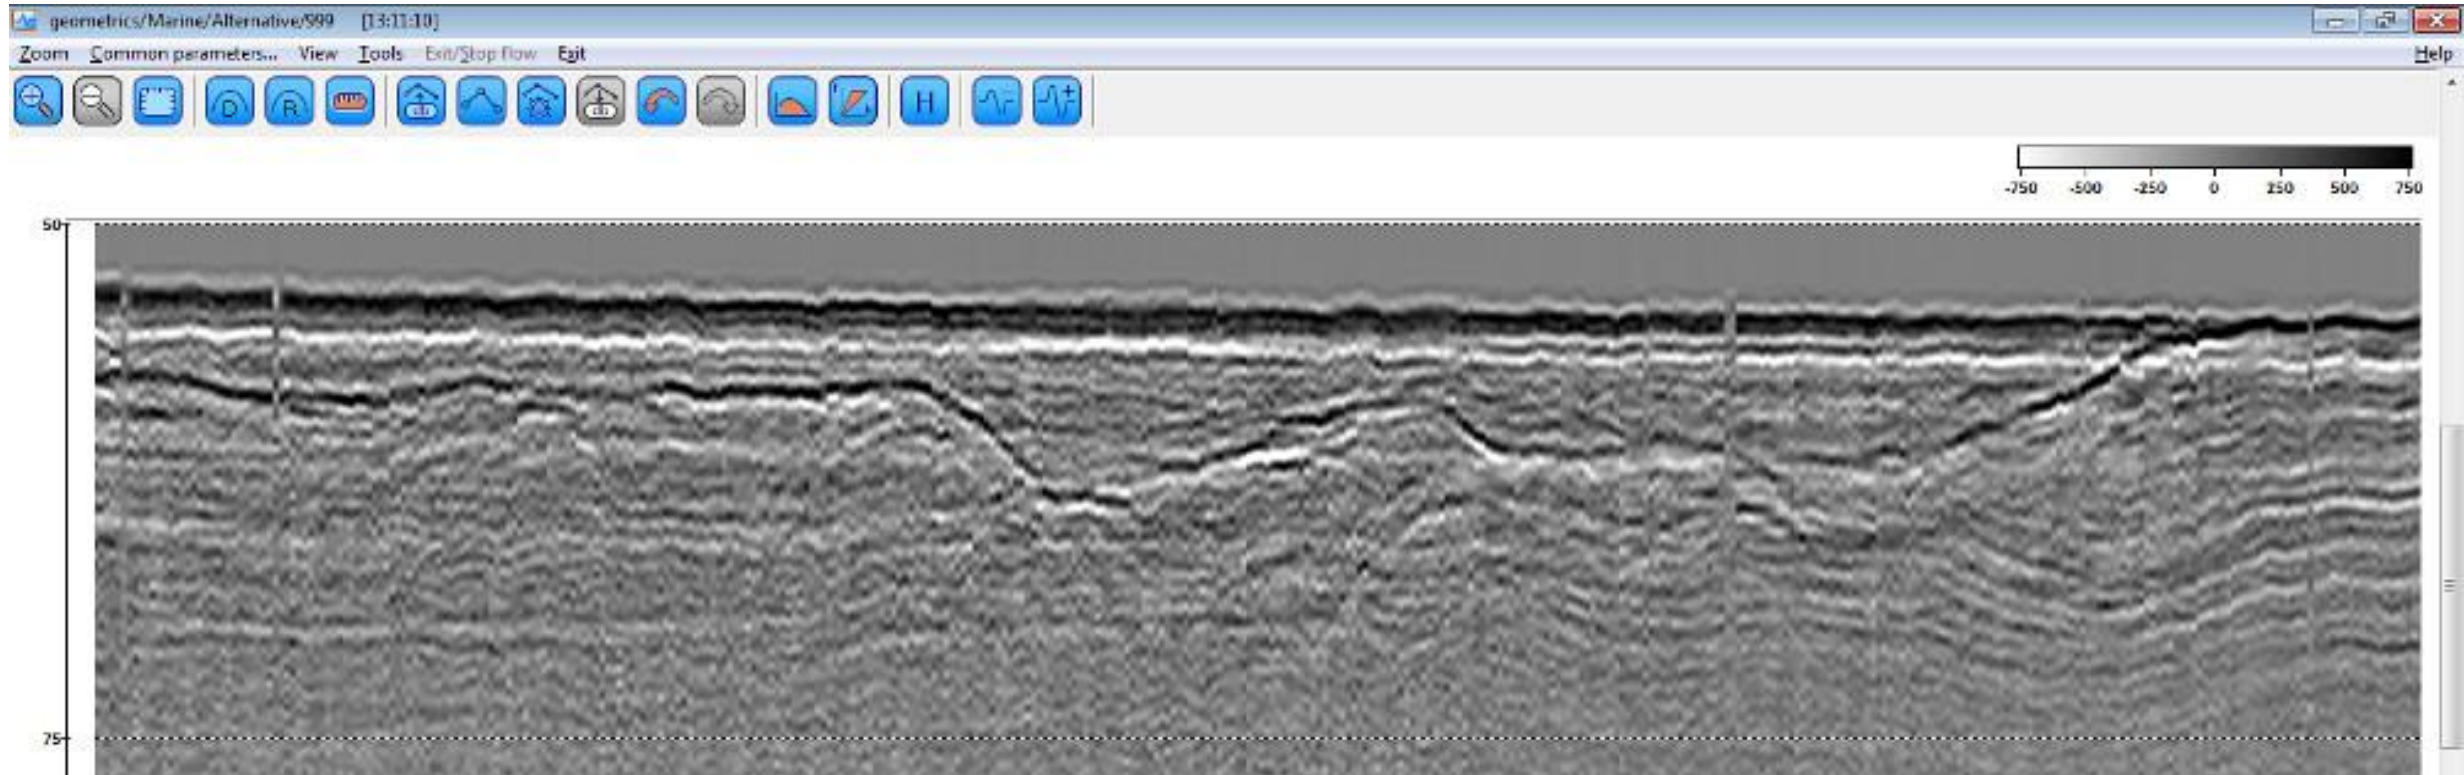 geometrics/Marine/Alternative/999 [13:11:10]
Zoom Common parameters... View Tools Exit/Stop flow Exit Help
D R H
-750 -500 -250 0 250 500 750
50
75